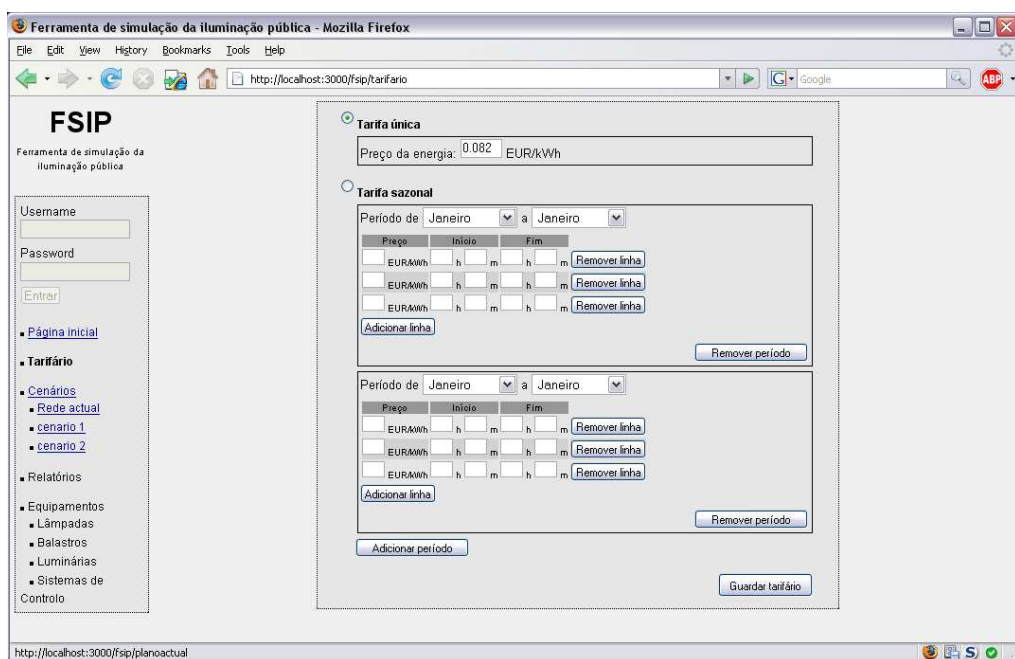 Ferramenta de simulação da iluminação pública - Mozilla Firefox
File Edit View History Bookmarks Tools Help
http://localhost:3000/fsip/tarifario
G Google
ABP
FSIP
Ferramenta de simulação da
iluminação pública
Username
Password
Entrar
Página inicial
Tarifário
Cenários
Rede actual
cenario 1
cenario 2
Relatórios
Equipamentos
Lâmpadas
Balastros
Luminárias
Sistemas de
Controlo
Tarifa única
Preço da energia: 0.082 EUR/kWh
Tarifa sazonal
Período de Janeiro a Janeiro
Preço Início Fim
EUR/kWh h m h m Remover linha
EUR/kWh h m h m Remover linha
EUR/kWh h m h m Remover linha
Adicionar linha
Remover período
Período de Janeiro a Janeiro
Preço Início Fim
EUR/kWh h m h m Remover linha
EUR/kWh h m h m Remover linha
EUR/kWh h m h m Remover linha
Adicionar linha
Remover período
Adicionar período
Guardar tarifário
http://localhost:3000/fsip/planoactual
S